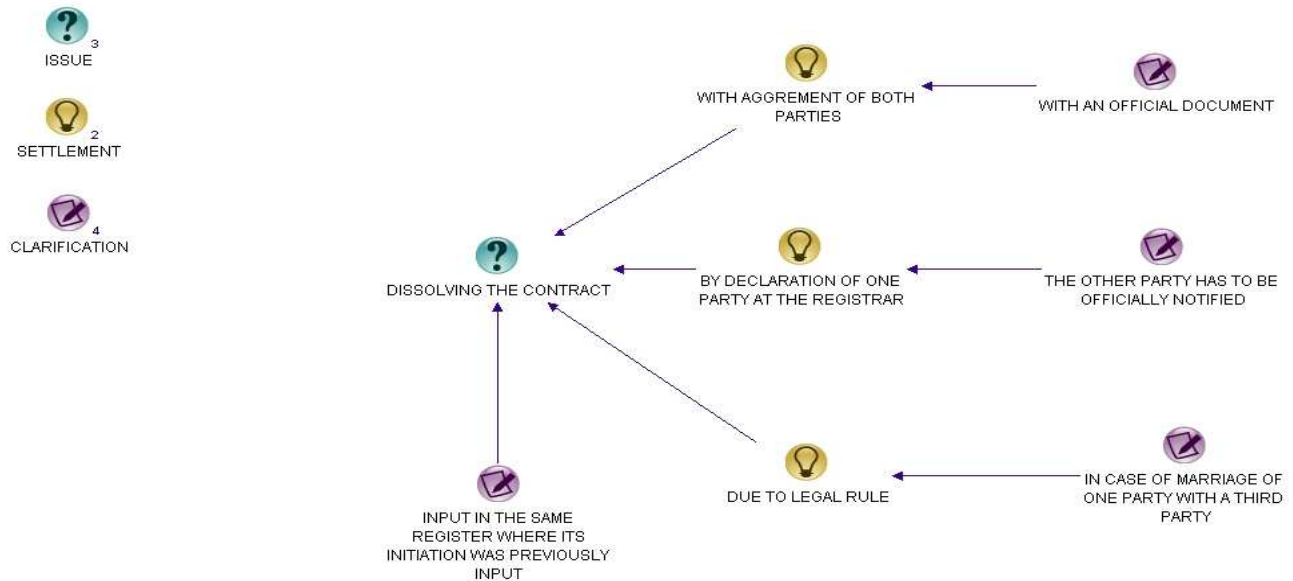 ?
3
ISSUE
2
SETTLEMENT
4
CLARIFICATION
WITH AGGREMENT OF BOTH
PARTIES
WITH AN OFFICIAL DOCUMENT
?
DISSOLVING THE CONTRACT
BY DECLARATION OF ONE
PARTY AT THE REGISTRAR
THE OTHER PARTY HAS TO BE
OFFICIALLY NOTIFIED
INPUT IN THE SAME
REGISTER WHERE ITS
INITIATION WAS PREVIOUSLY
INPUT
DUE TO LEGAL RULE
IN CASE OF MARRIAGE OF
ONE PARTY WITH A THIRD
PARTY